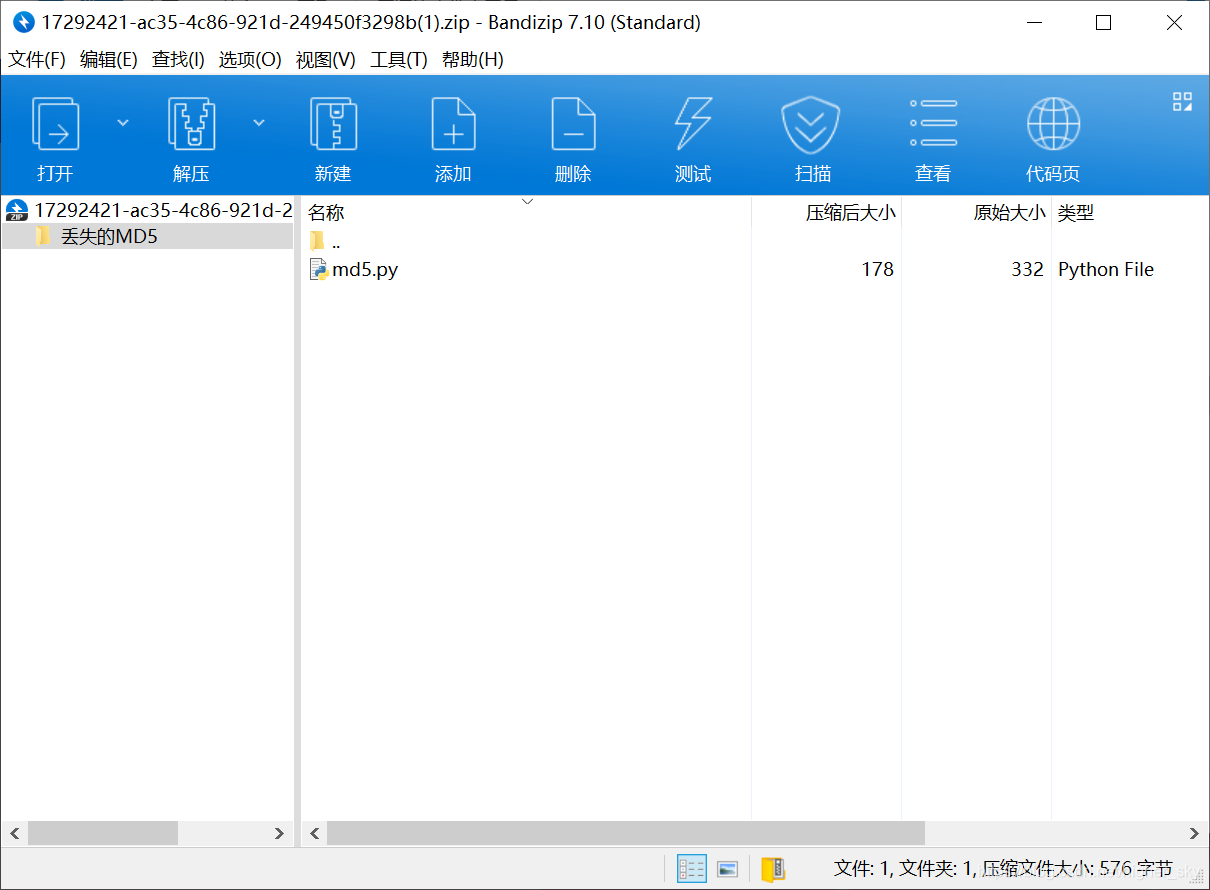 17292421-ac35-4c86-921d-249450f3298b(1).zip - Bandizip 7.10 (Standard)
文件(F) 编辑(E) 查找(I) 选项(O) 视图(V) 工具(T) 帮助(H)
打开 解压 新建 添加 删除 测试 扫描 查看 代码页
17292421-ac35-4c86-921d-2
丢失的MD5
名称 压缩后大小 原始大小 类型
..
md5.py 178 332 Python File
ZIP
文件: 1, 文件夹: 1, 压缩文件大小: 576 字节